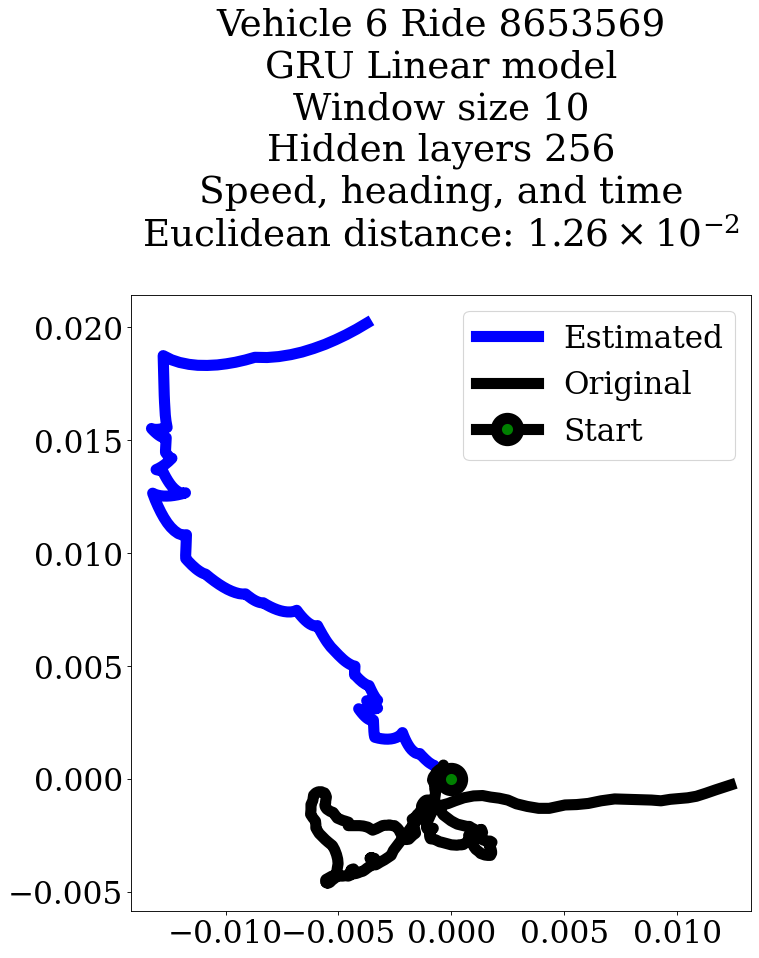 Vehicle 6 Ride 8653569
GRU Linear model
Window size 10
Hidden layers 256
Speed, heading, and time
Euclidean distance: 1.26 × 10⁻²
Estimated
Original
Start
0.020
0.015
0.010
0.005
0.000
−0.005
−0.010
−0.005
0.000
0.005
0.010